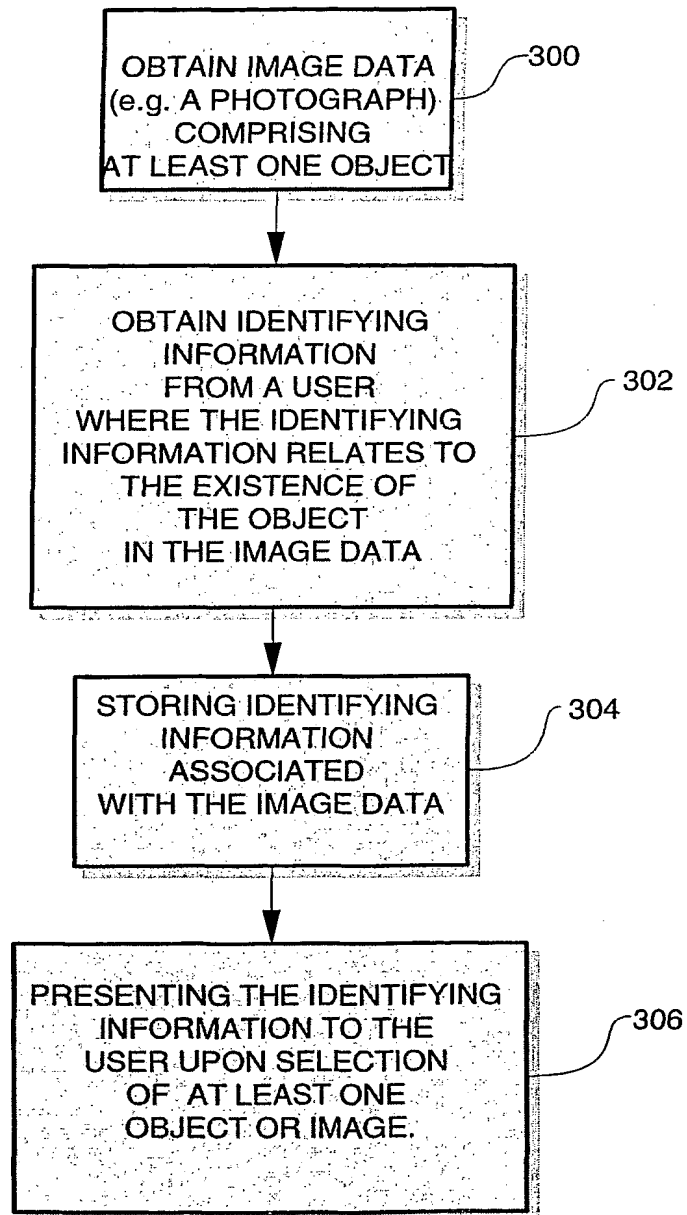 OBTAIN IMAGE DATA
(e.g. A PHOTOGRAPH)
COMPRISING
AT LEAST ONE OBJECT
300
OBTAIN IDENTIFYING
INFORMATION
FROM A USER
WHERE THE IDENTIFYING
INFORMATION RELATES TO
THE EXISTENCE OF
THE OBJECT
IN THE IMAGE DATA
302
STORING IDENTIFYING
INFORMATION
ASSOCIATED
WITH THE IMAGE DATA
304
PRESENTING THE IDENTIFYING
INFORMATION TO THE
USER UPON SELECTION
OF AT LEAST ONE
OBJECT OR IMAGE.
306